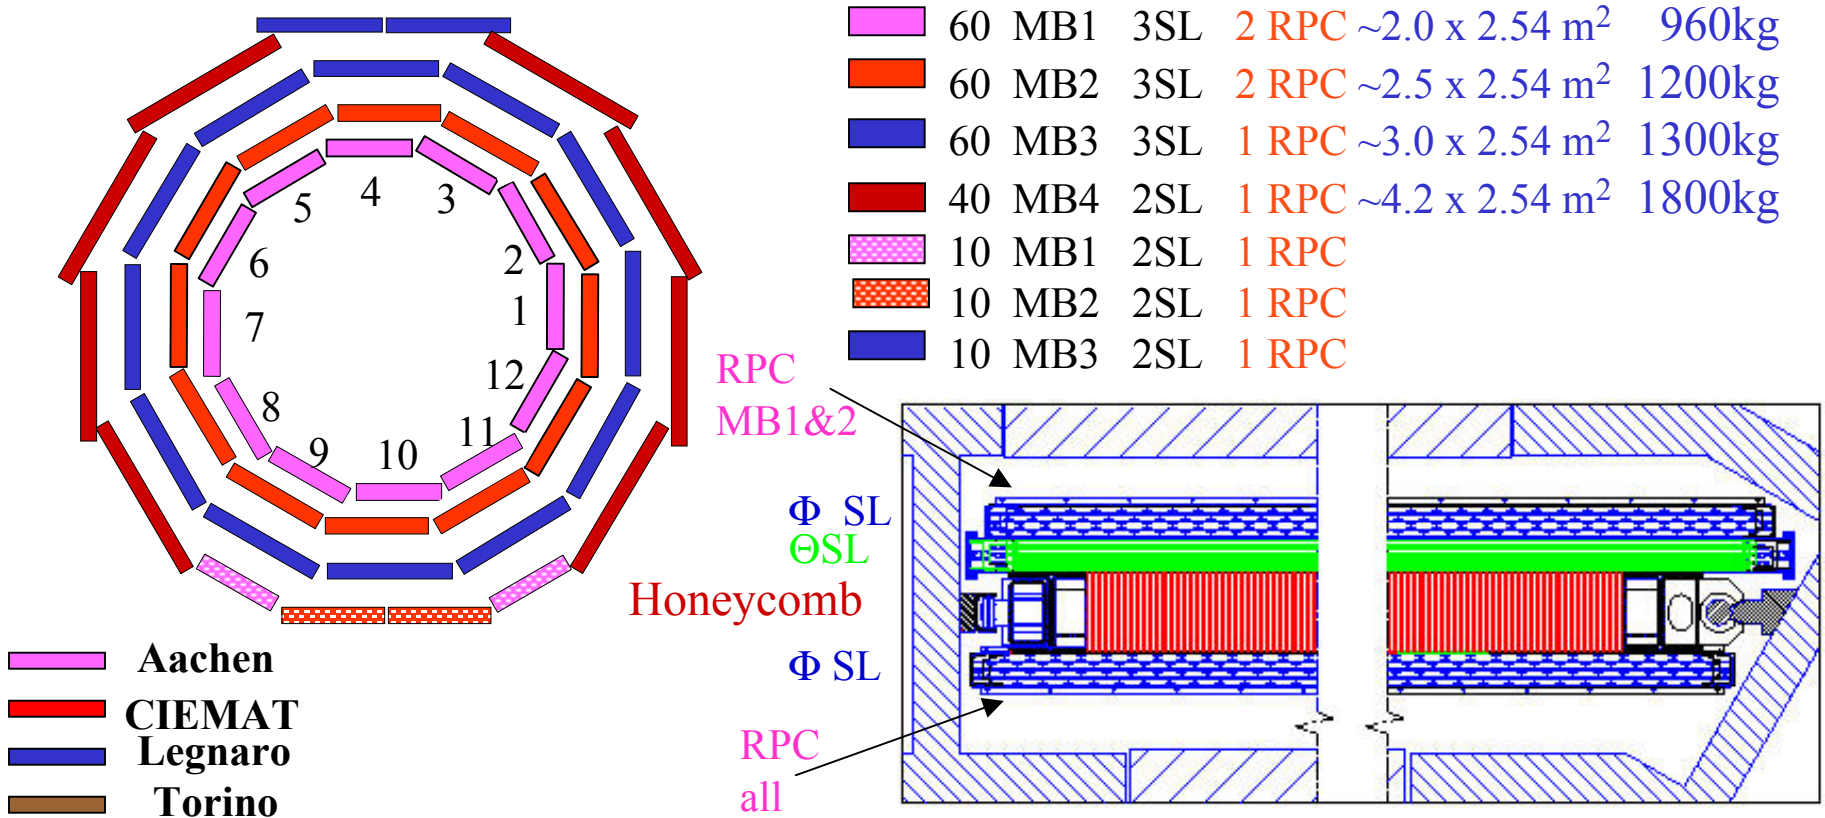 60 MB1 3SL 2 RPC ~2.0 x 2.54 m² 960kg
60 MB2 3SL 2 RPC ~2.5 x 2.54 m² 1200kg
60 MB3 3SL 1 RPC ~3.0 x 2.54 m² 1300kg
40 MB4 2SL 1 RPC ~4.2 x 2.54 m² 1800kg
10 MB1 2SL 1 RPC
10 MB2 2SL 1 RPC
10 MB3 2SL 1 RPC
5
4
3
6
2
7
1
8
12
9
10
11
RPC
MB1&2
Φ SL
ΘSL
Honeycomb
Φ SL
RPC
all
Aachen
CIEMAT
Legnaro
Torino